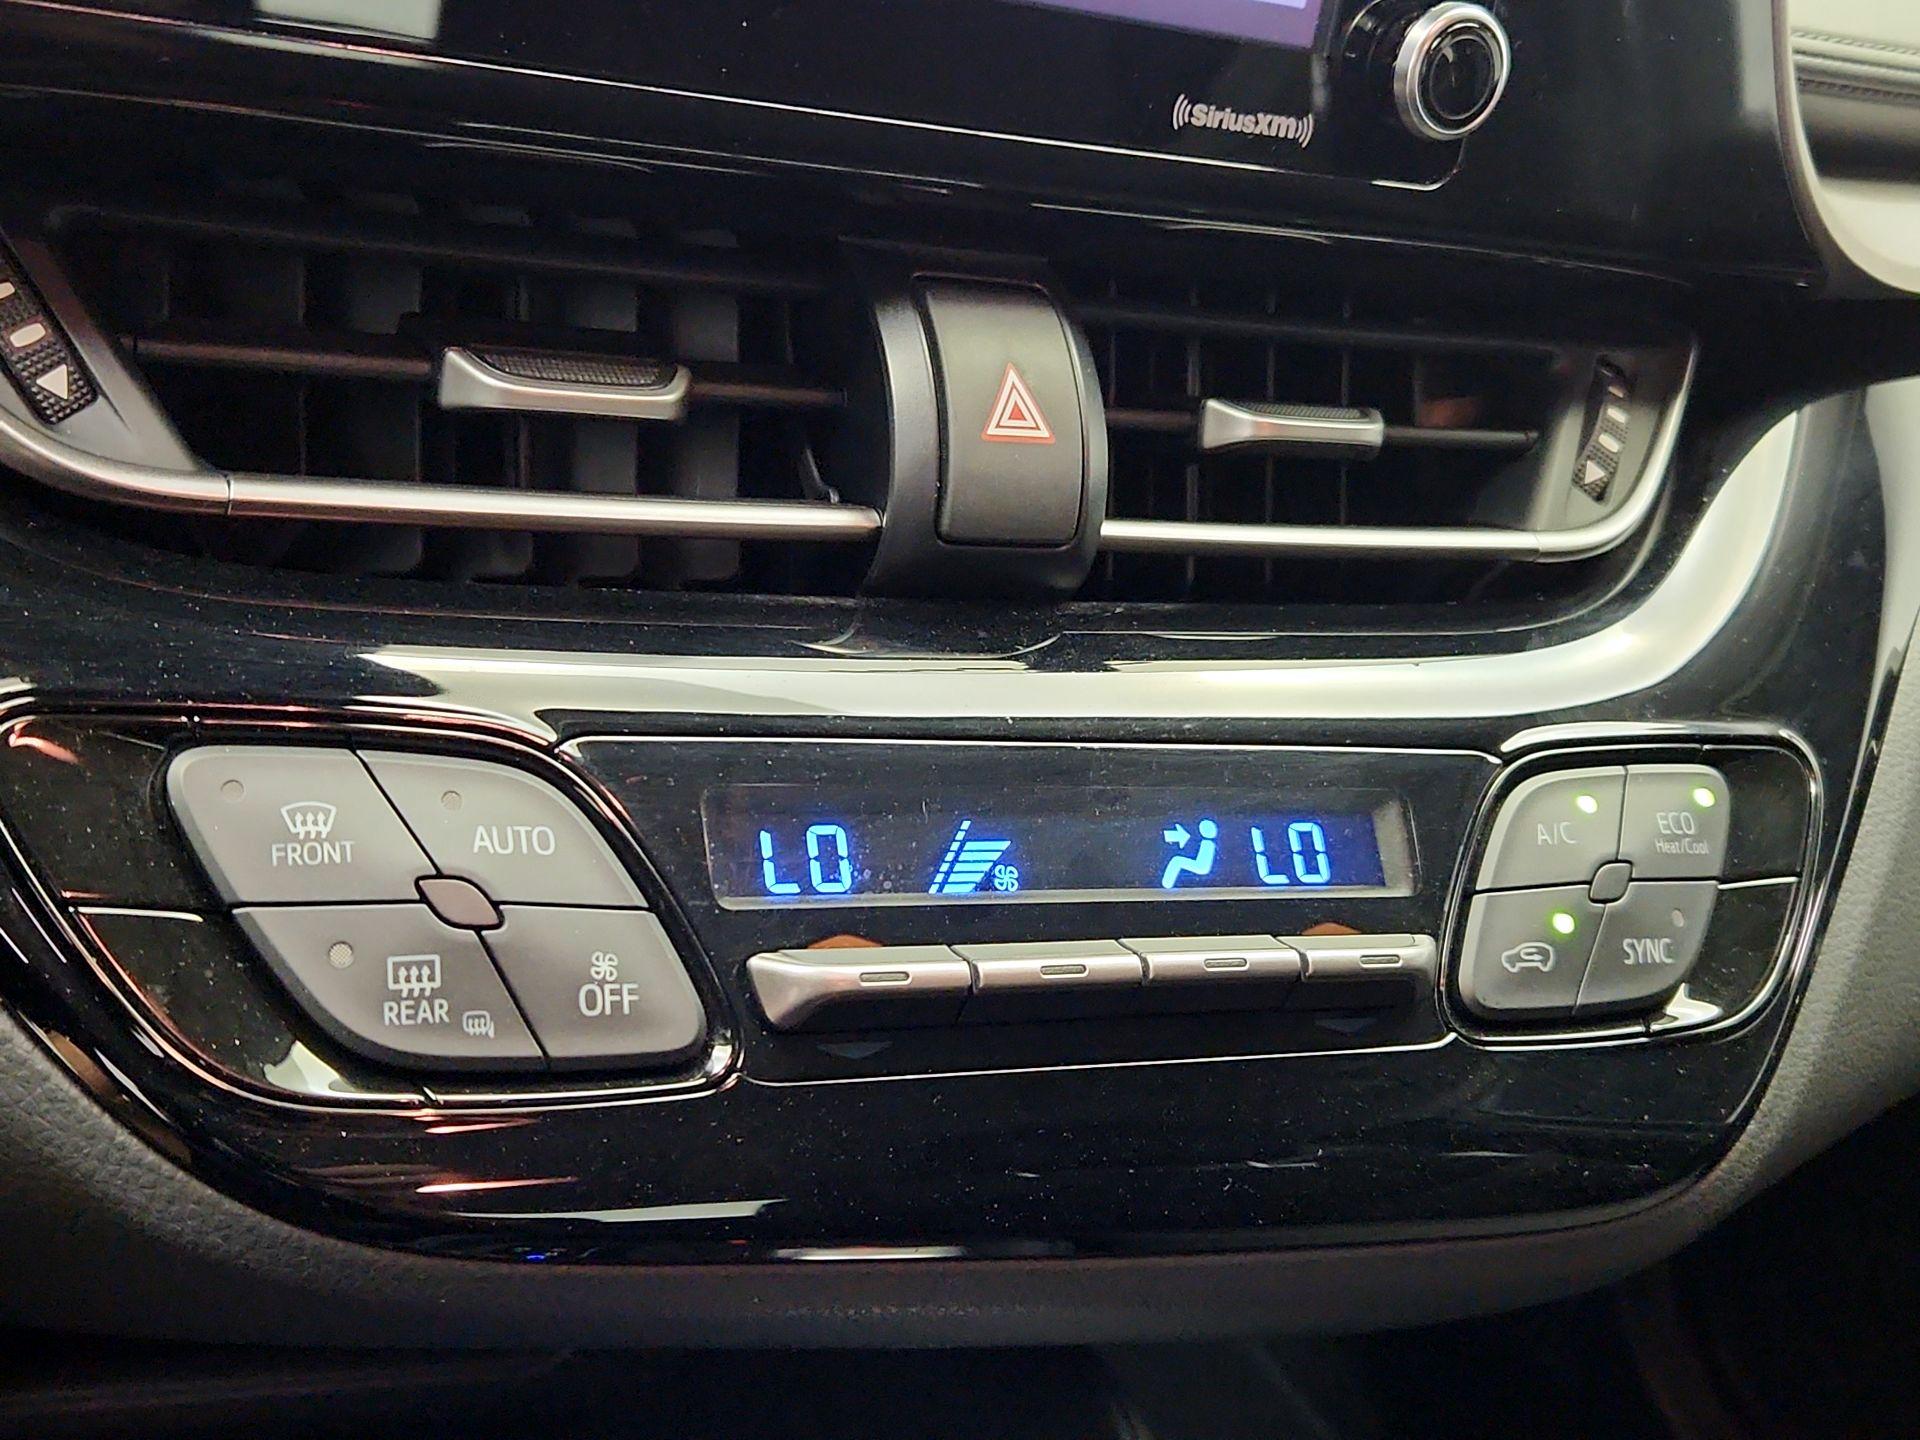 SiriusXM
FRONT
AUTO
REAR
OFF
LO
LO
A/C
ECO
Heat/Cool
SYNC